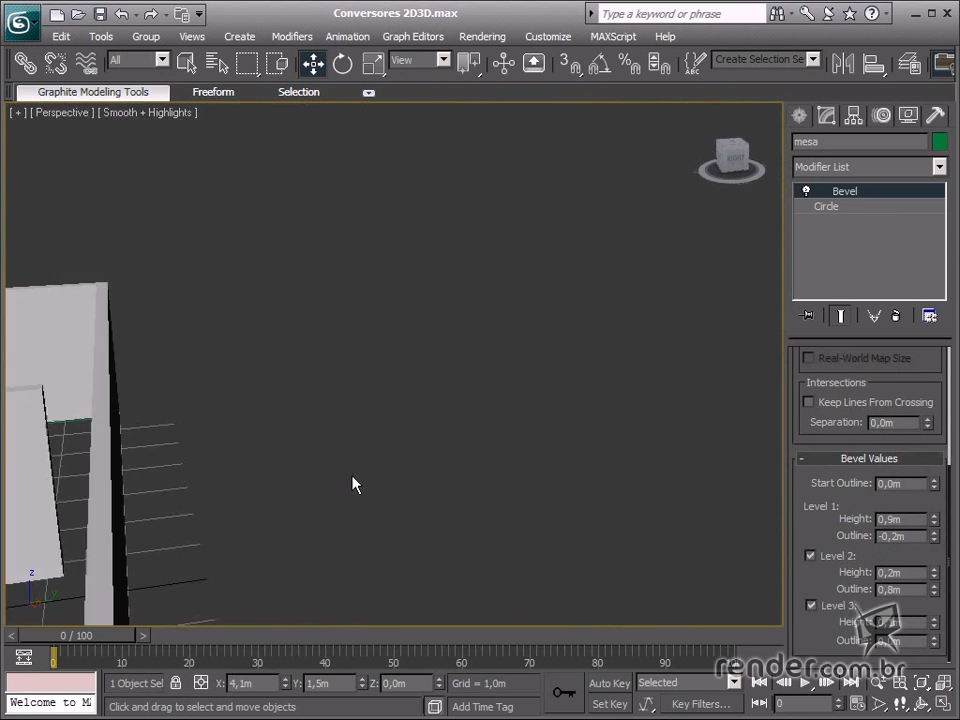 Conversores 2D3D.max
Type a keyword or phrase
Edit Tools Group Views Create Modifiers Animation Graph Editors Rendering Customize MAXScript Help
All View Create Selection Se
Graphite Modeling Tools Freeform Selection
[ + ] [ Perspective ] [ Smooth + Highlights ]
mesa
Modifier List
Bevel
Circle
Real-World Map Size
Intersections
Keep Lines From Crossing
Separation: 0,0m
Bevel Values
Start Outline: 0,0m
Level 1:
Height: 0,9m
Outline: -0,2m
Level 2:
Height: 0,2m
Outline: 0,8m
Level 3:
z
0 / 100
0 10 20 30 40 50 60 70 80 90
render.com.br
1 Object Sel X: 4,1m Y: 1,5m Z: 0,0m Grid = 1,0m Auto Key Selected
Welcome to M
Click and drag to select and move objects Add Time Tag Set Key Key Filters... 0